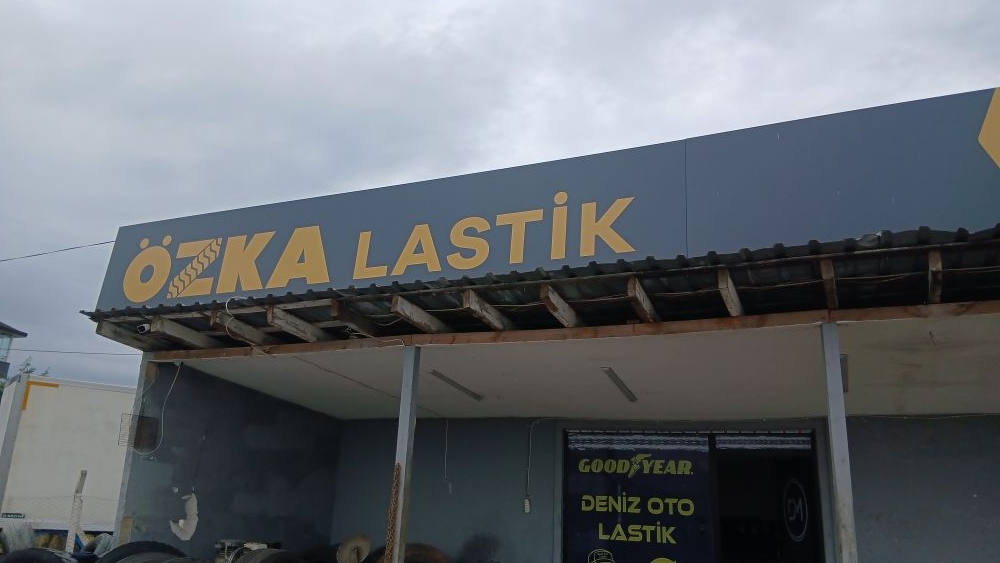 ÖZKA LASTİK
GOODYEAR
DENİZ OTO
LASTİK